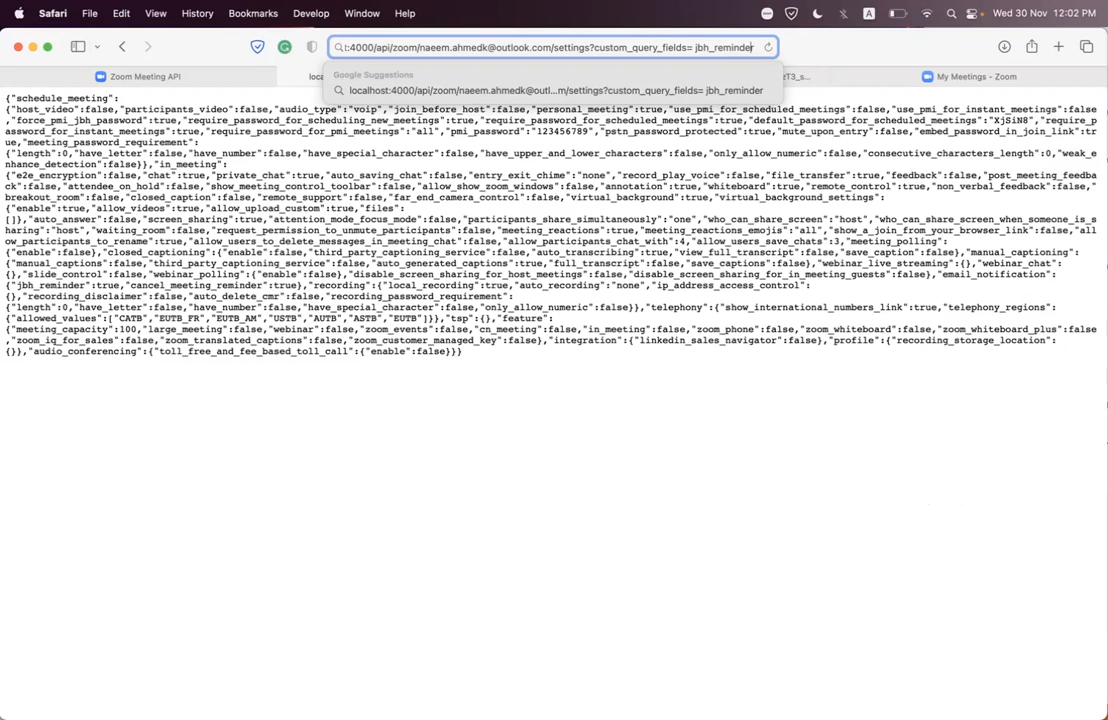 Safari File Edit View History Bookmarks Develop Window Help A Wed 30 Nov 12:02 PM
t:4000/api/zoom/naeem.ahmedk@outlook.com/settings?custom_query_fields= jbh_reminder
Google Suggestions
localhost:4000/api/zoom/naeem.ahmedk@outl...m/settings?custom_query_fields= jbh_reminder
Zoom Meeting API loc zT3_s... My Meetings - Zoom
{"schedule_meeting":
{"host_video":false,"participants_video":false,"audio_type":"voip","join_before_host":false,"personal_meeting":true,"use_pmi_for_scheduled_meetings":false,"use_pmi_for_instant_meetings":false
,"force_pmi_jbh_password":true,"require_password_for_scheduling_new_meetings":true,"require_password_for_scheduled_meetings":true,"default_password_for_scheduled_meetings":"XjSiN8","require_p
assword_for_instant_meetings":true,"require_password_for_pmi_meetings":"all","pmi_password":"123456789","pstn_password_protected":true,"mute_upon_entry":false,"embed_password_in_join_link":tr
ue,"meeting_password_requirement":
{"length":0,"have_letter":false,"have_number":false,"have_special_character":false,"have_upper_and_lower_characters":false,"only_allow_numeric":false,"consecutive_characters_length":0,"weak_e
nhance_detection":false}},"in_meeting":
{"e2e_encryption":false,"chat":true,"private_chat":true,"auto_saving_chat":false,"entry_exit_chime":"none","record_play_voice":false,"file_transfer":true,"feedback":false,"post_meeting_feedba
ck":false,"attendee_on_hold":false,"show_meeting_control_toolbar":false,"allow_show_zoom_windows":false,"annotation":true,"whiteboard":true,"remote_control":true,"non_verbal_feedback":false,"
breakout_room":false,"closed_caption":false,"remote_support":false,"far_end_camera_control":false,"virtual_background":true,"virtual_background_settings":
{"enable":true,"allow_videos":true,"allow_upload_custom":true,"files":
[]},"auto_answer":false,"screen_sharing":true,"attention_mode_focus_mode":false,"participants_share_simultaneously":"one","who_can_share_screen":"host","who_can_share_screen_when_someone_is_s
haring":"host","waiting_room":false,"request_permission_to_unmute_participants":false,"meeting_reactions":true,"meeting_reactions_emojis":"all","show_a_join_from_your_browser_link":false,"all
ow_participants_to_rename":true,"allow_users_to_delete_messages_in_meeting_chat":false,"allow_participants_chat_with":4,"allow_users_save_chats":3,"meeting_polling":
{"enable":false},"closed_captioning":{"enable":false,"third_party_captioning_service":false,"auto_transcribing":true,"view_full_transcript":false,"save_caption":false},"manual_captioning":
{"manual_captions":false,"third_party_captioning_service":false,"auto_generated_captions":true,"full_transcript":false,"save_captions":false},"webinar_live_streaming":{},"webinar_chat":
{},"slide_control":false,"webinar_polling":{"enable":false},"disable_screen_sharing_for_host_meetings":false,"disable_screen_sharing_for_in_meeting_guests":false},"email_notification":
{"jbh_reminder":true,"cancel_meeting_reminder":true},"recording":{"local_recording":true,"auto_recording":"none","ip_address_access_control":
{},"recording_disclaimer":false,"auto_delete_cmr":false,"recording_password_requirement":
{"length":0,"have_letter":false,"have_number":false,"have_special_character":false,"only_allow_numeric":false}},"telephony":{"show_international_numbers_link":true,"telephony_regions":
{"allowed_values":["CATB","EUTB_FR","EUTB_AM","USTB","AUTB","ASTB","EUTB"]}},"tsp":{},"feature":
{"meeting_capacity":100,"large_meeting":false,"webinar":false,"zoom_events":false,"cn_meeting":false,"in_meeting":false,"zoom_phone":false,"zoom_whiteboard":false,"zoom_whiteboard_plus":false
,"zoom_iq_for_sales":false,"zoom_translated_captions":false,"zoom_customer_managed_key":false},"integration":{"linkedin_sales_navigator":false},"profile":{"recording_storage_location":
{}},"audio_conferencing":{"toll_free_and_fee_based_toll_call":{"enable":false}}}